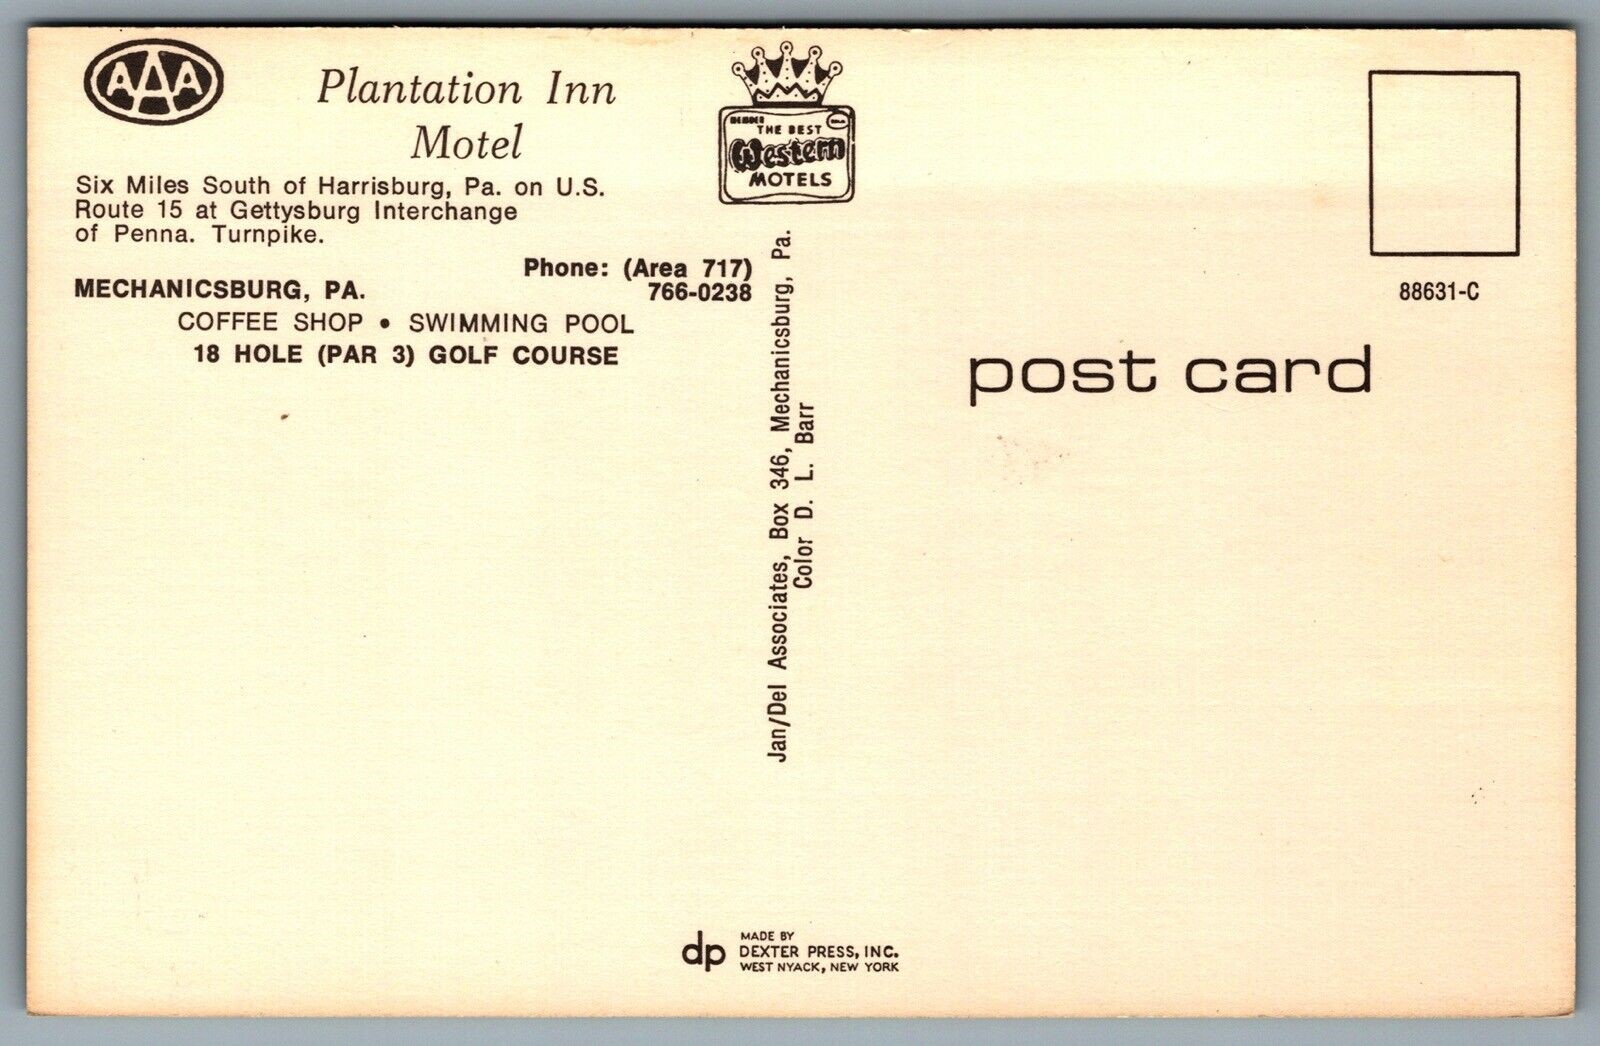 AAA
Plantation Inn
Motel
Six Miles South of Harrisburg, Pa. on U.S.
Route 15 at Gettysburg Interchange
of Penna. Turnpike.
Phone: (Area 717)
MECHANICSBURG, PA. 766-0238
COFFEE SHOP • SWIMMING POOL
18 HOLE (PAR 3) GOLF COURSE
MEMBER
THE BEST
Western
MOTELS
Jan/Del Associates, Box 346, Mechanicsburg, Pa.
Color D. L. Barr
88631-C
post card
dp
MADE BY
DEXTER PRESS, INC.
WEST NYACK, NEW YORK